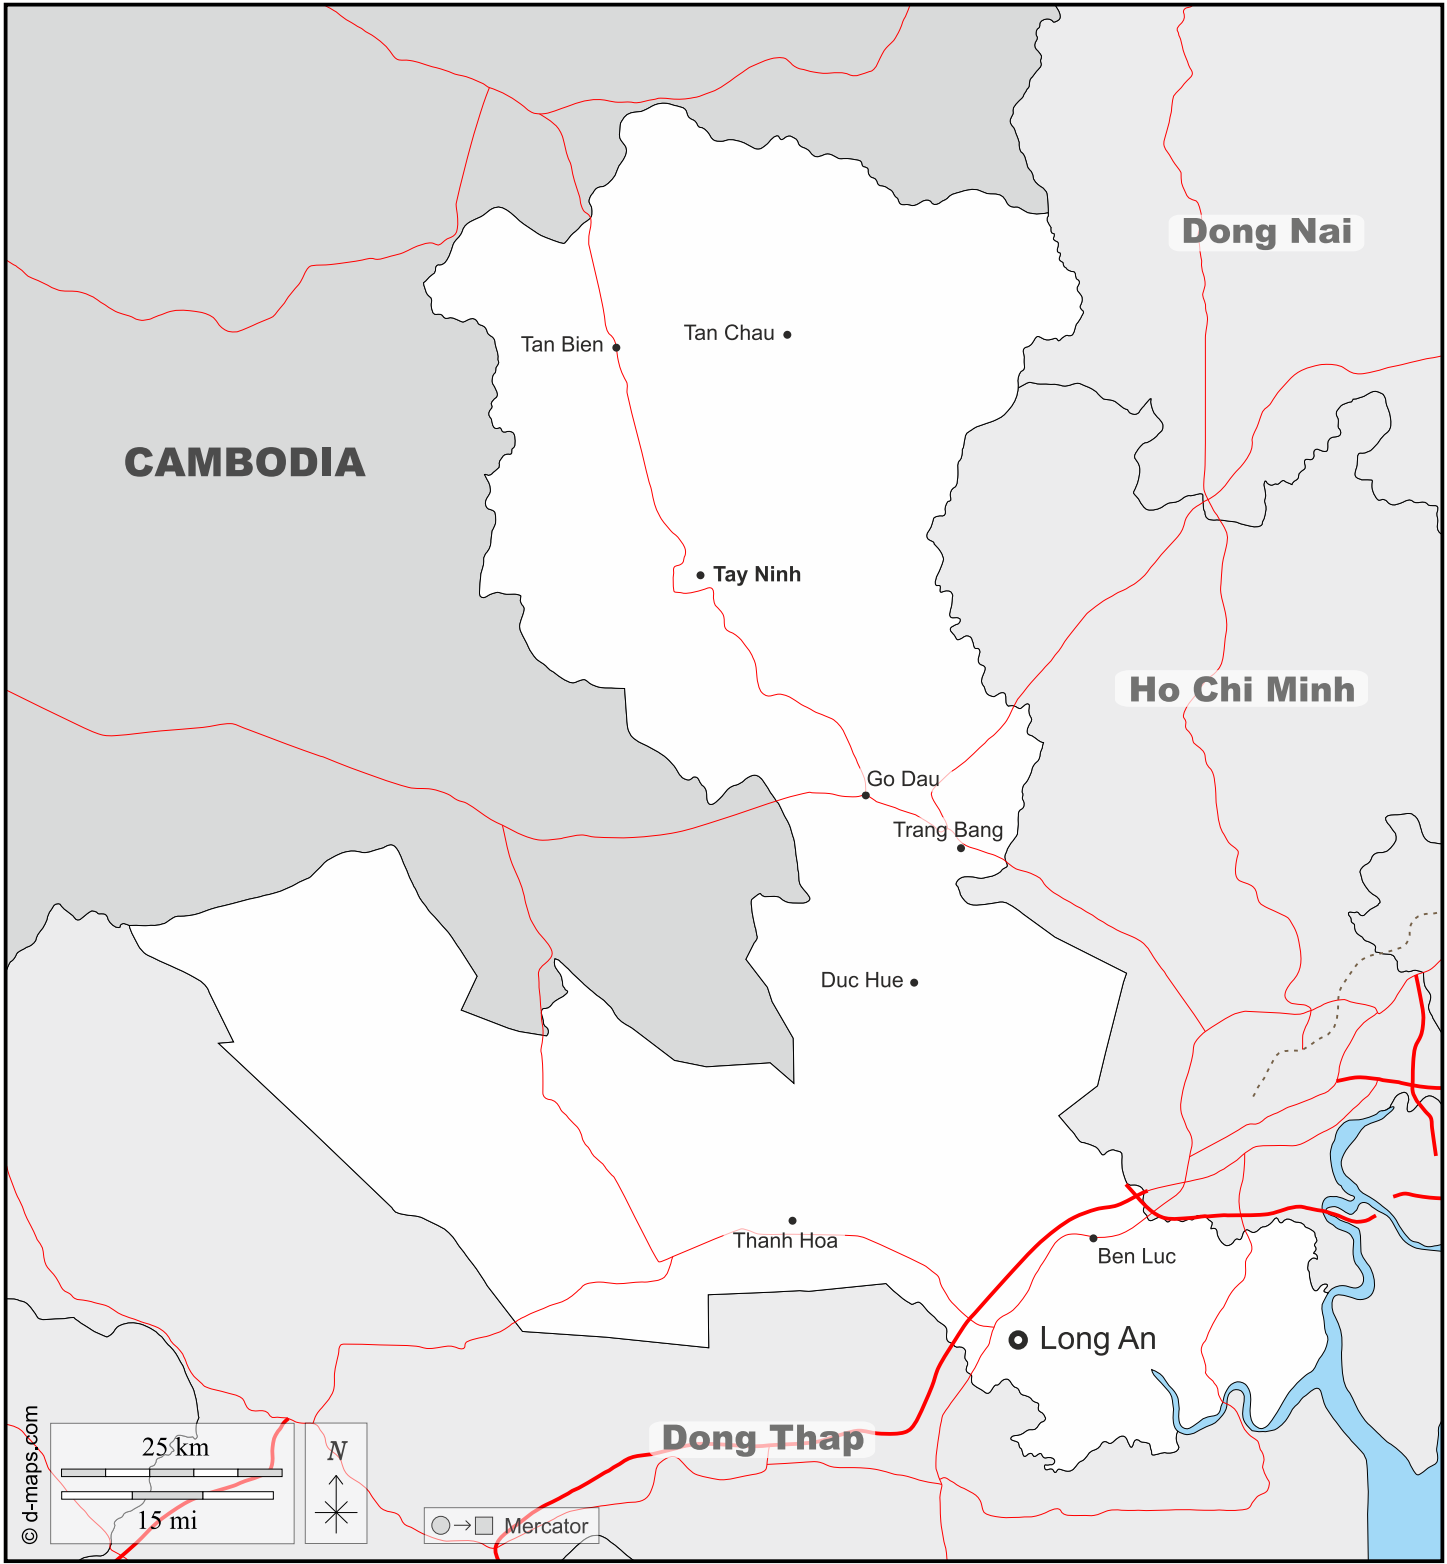 Dong Nai
Tan Chau
Tan Bien
CAMBODIA
Tay Ninh
Ho Chi Minh
Go Dau
Trang Bang
Duc Hue
Thanh Hoa
Ben Luc
Long An
Dong Thap
25 km
15 mi
N
Mercator
© d-maps.com